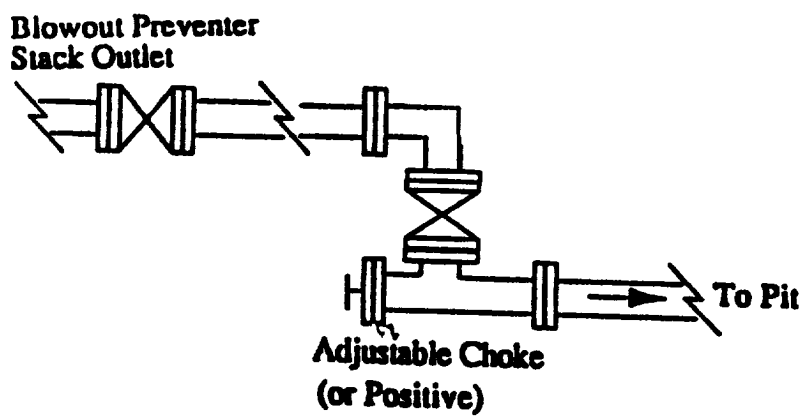 Blowout Preventer
Stack Outlet
To Pit
Adjustable Choke
(or Positive)